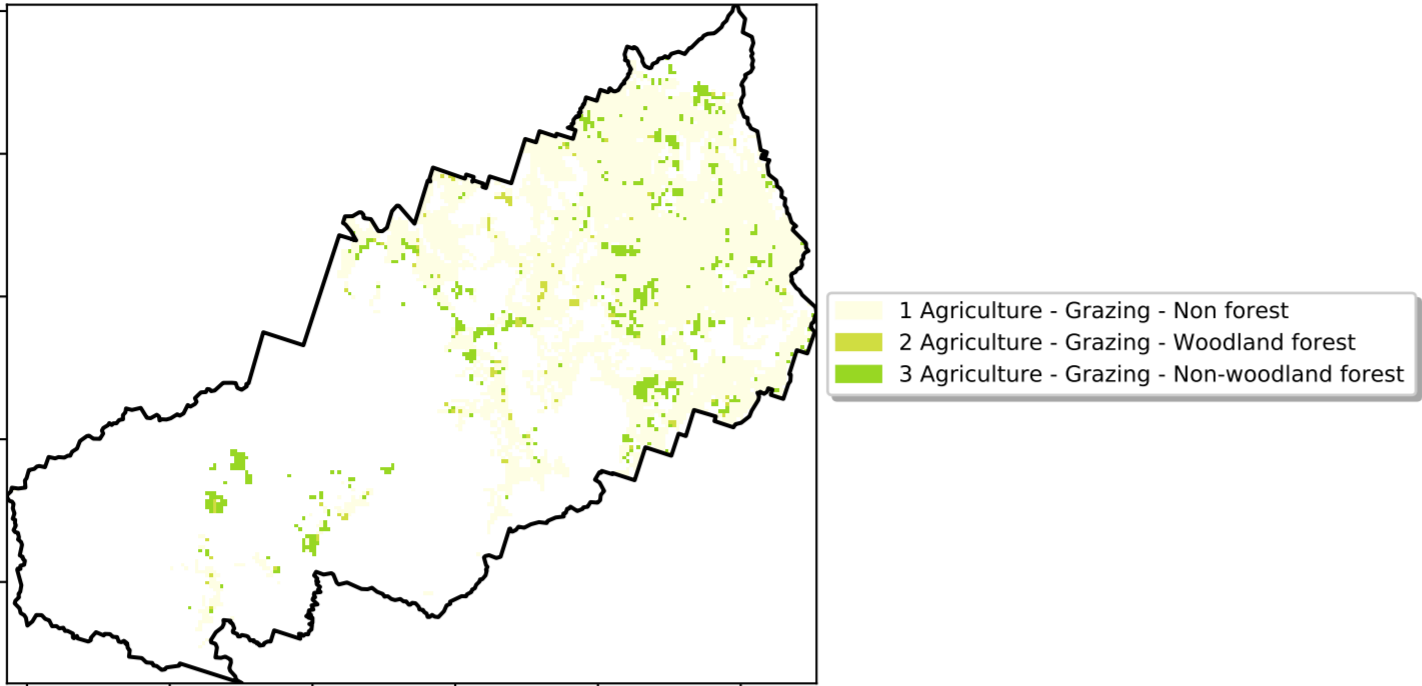 1 Agriculture - Grazing - Non forest
2 Agriculture - Grazing - Woodland forest
3 Agriculture - Grazing - Non-woodland forest